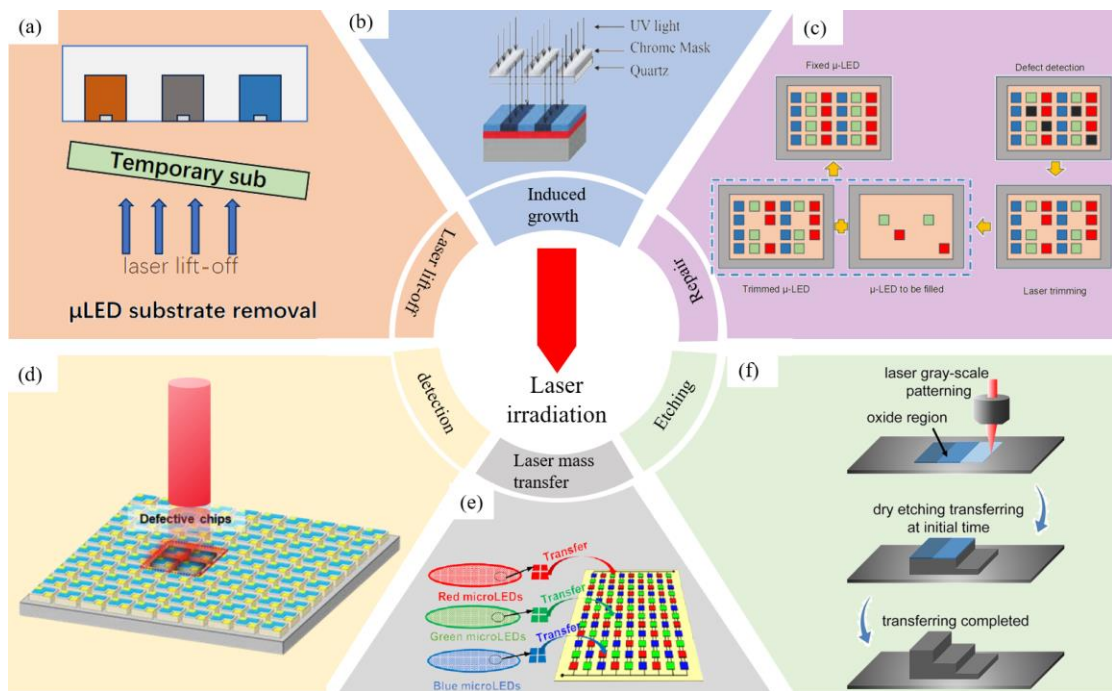 (a)
Temporary sub
laser lift-off
μLED substrate removal
(b)
UV light
Chrome Mask
Quartz
(c)
Fixed μ-LED
Defect detection
Trimmed μ-LED
μ-LED to be filled
Laser trimming
Induced
growth
Laser lift-off
Repair
detection
Etching
Laser
irradiation
Laser mass
transfer
(d)
Defective chips
(e)
Transfer
Red microLEDs
Transfer
Green microLEDs
Transfer
Blue microLEDs
(f)
laser gray-scale
patterning
oxide region
dry etching transferring
at initial time
transferring completed